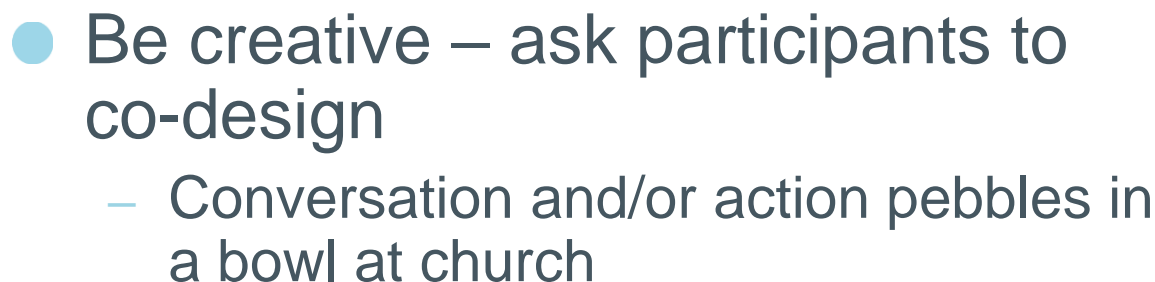 Be creative – ask participants to
co-design
– Conversation and/or action pebbles in
a bowl at church